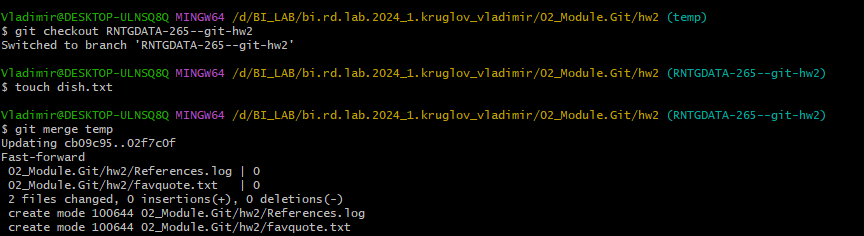 Vladimir@DESKTOP-ULNSQ8Q MINGW64 /d/BI_LAB/bi.rd.lab.2024_1.kruglov_vladimir/02_Module.Git/hw2 (temp)
$ git checkout RNTGDATA-265--git-hw2
Switched to branch 'RNTGDATA-265--git-hw2'
Vladimir@DESKTOP-ULNSQ8Q MINGW64 /d/BI_LAB/bi.rd.lab.2024_1.kruglov_vladimir/02_Module.Git/hw2 (RNTGDATA-265--git-hw2)
$ touch dish.txt
Vladimir@DESKTOP-ULNSQ8Q MINGW64 /d/BI_LAB/bi.rd.lab.2024_1.kruglov_vladimir/02_Module.Git/hw2 (RNTGDATA-265--git-hw2)
$ git merge temp
Updating cb09c95..02f7c0f
Fast-forward
 02_Module.Git/hw2/References.log | 0
 02_Module.Git/hw2/favquote.txt   | 0
 2 files changed, 0 insertions(+), 0 deletions(-)
 create mode 100644 02_Module.Git/hw2/References.log
 create mode 100644 02_Module.Git/hw2/favquote.txt